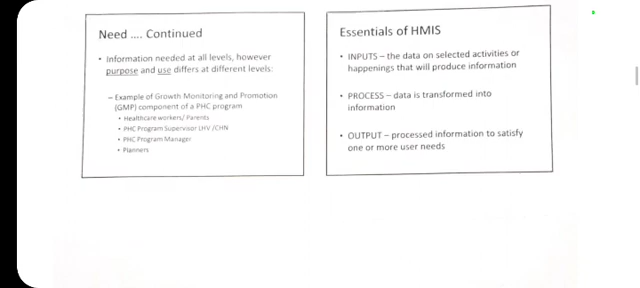 Need .... Continued
• Information needed at all levels, however
purpose and use differs at different levels:
– Example of Growth Monitoring and Promotion
(GMP) component of a PHC program
• Healthcare workers/ Parents
• PHC Program Supervisor LHV /CHN
• PHC Program Manager
• Planners
Essentials of HMIS
• INPUTS – the data on selected activities or
happenings that will produce information
• PROCESS – data is transformed into
information
• OUTPUT – processed information to satisfy
one or more user needs